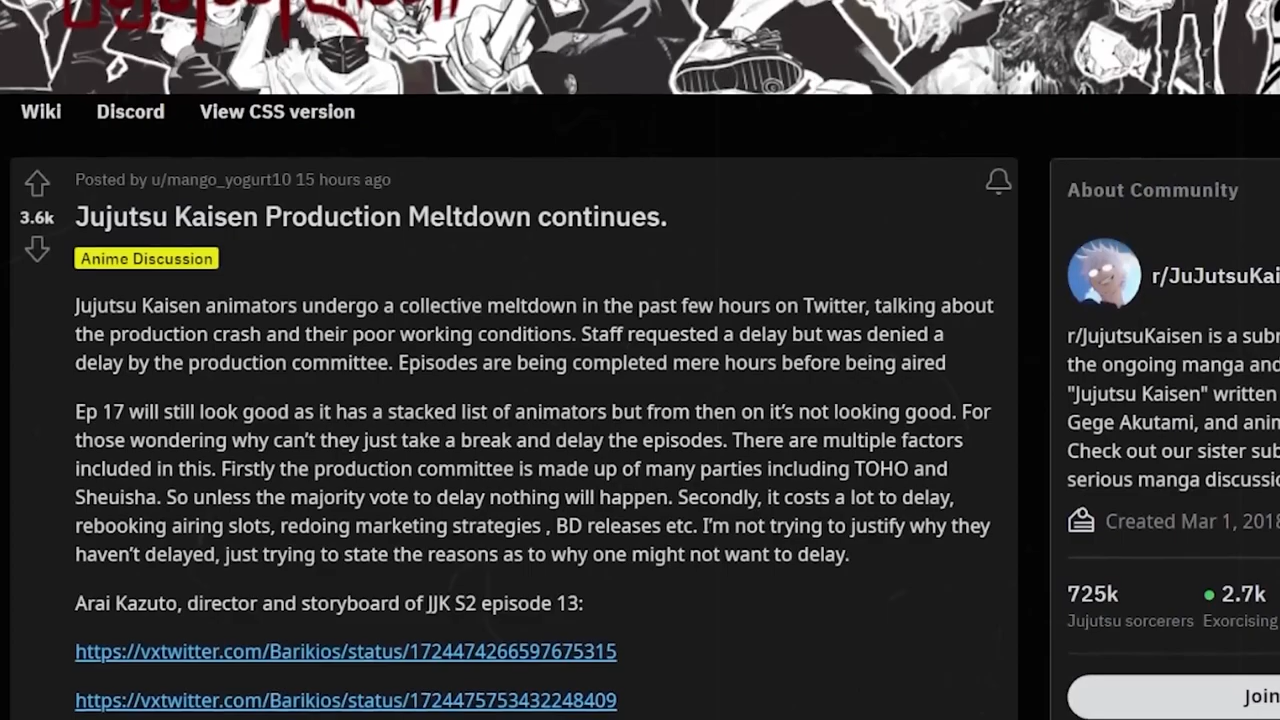 Wiki Discord View CSS version
Posted by u/mango_yogurt10 15 hours ago
3.6k
Jujutsu Kaisen Production Meltdown continues.
Anime Discussion
Jujutsu Kaisen animators undergo a collective meltdown in the past few hours on Twitter, talking about
the production crash and their poor working conditions. Staff requested a delay but was denied a
delay by the production committee. Episodes are being completed mere hours before being aired
Ep 17 will still look good as it has a stacked list of animators but from then on it’s not looking good. For
those wondering why can’t they just take a break and delay the episodes. There are multiple factors
included in this. Firstly the production committee is made up of many parties including TOHO and
Sheuisha. So unless the majority vote to delay nothing will happen. Secondly, it costs a lot to delay,
rebooking airing slots, redoing marketing strategies , BD releases etc. I’m not trying to justify why they
haven’t delayed, just trying to state the reasons as to why one might not want to delay.
Arai Kazuto, director and storyboard of JJK S2 episode 13:
https://vxtwitter.com/Barikios/status/1724474266597675315
https://vxtwitter.com/Barikios/status/1724475753432248409
About Community
r/JuJutsuKai
r/JujutsuKaisen is a sub
the ongoing manga and
"Jujutsu Kaisen" written
Gege Akutami, and anim
Check out our sister sub
serious manga discussio
Created Mar 1, 2018
725k 2.7k
Jujutsu sorcerers Exorcising
Join